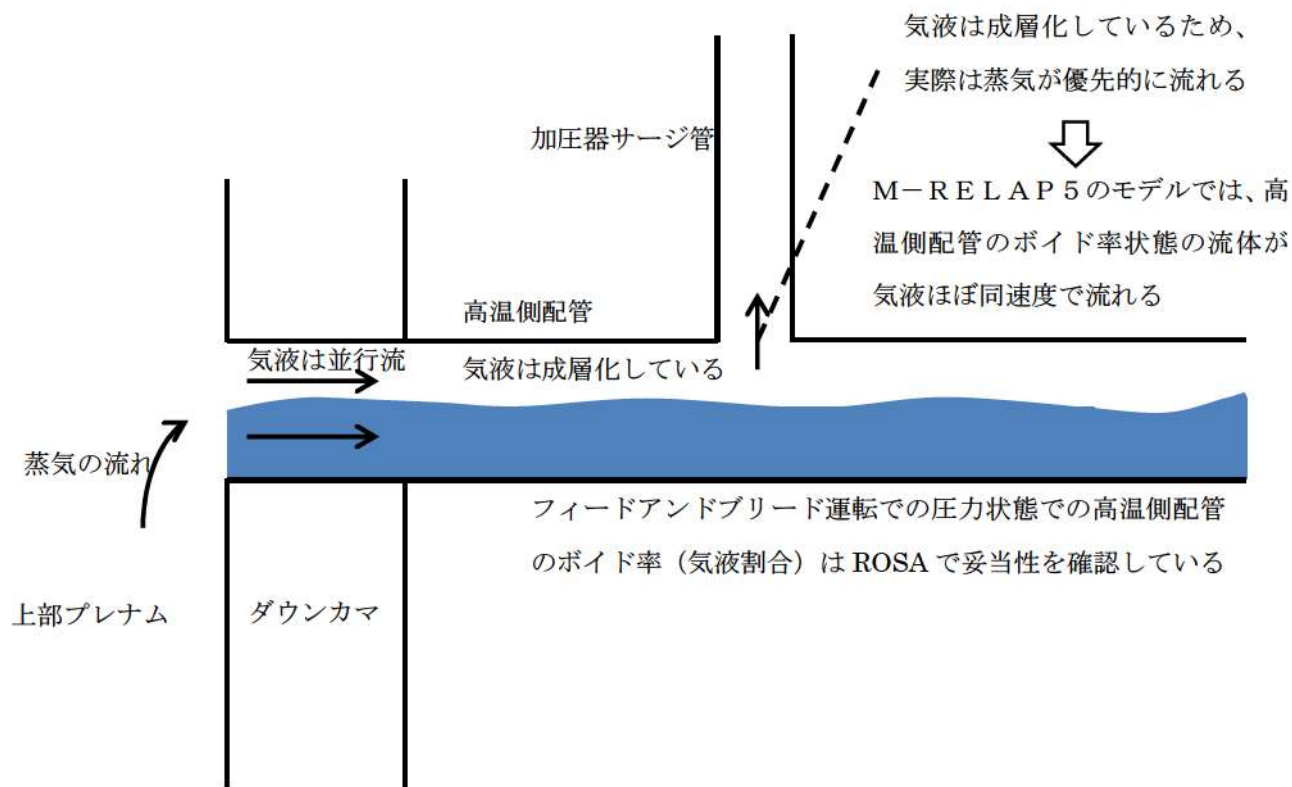 気液は成層化しているため、
実際は蒸気が優先的に流れる
加圧器サージ管
M－RELAP５のモデルでは、高
温側配管のボイド率状態の流体が
気液ほぼ同速度で流れる
高温側配管
気液は並行流
気液は成層化している
蒸気の流れ
フィードアンドブリード運転での圧力状態での高温側配管
のボイド率（気液割合）は ROSA で妥当性を確認している
上部プレナム
ダウンカマ